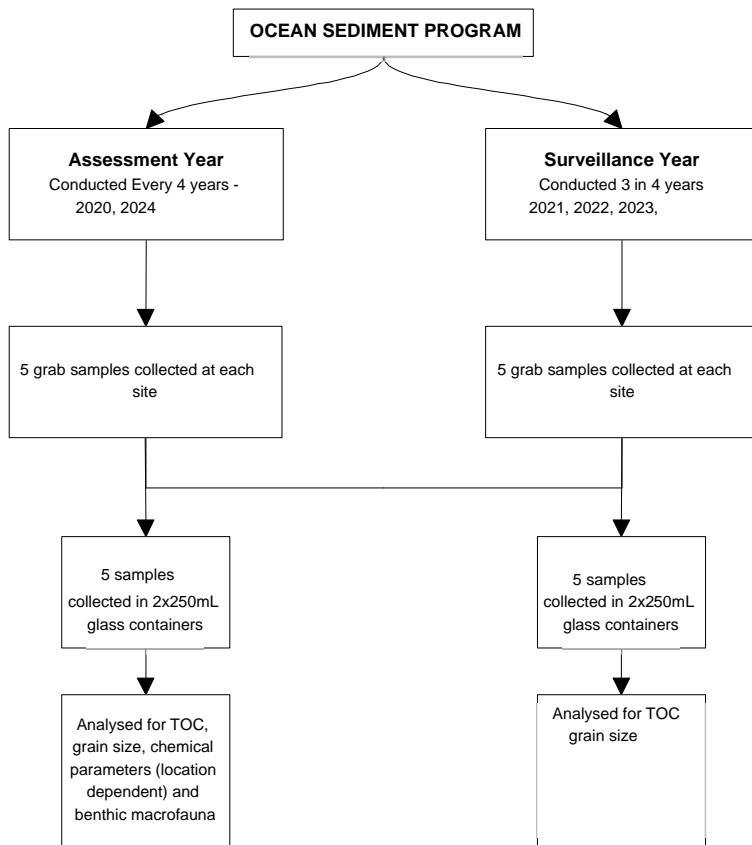 OCEAN SEDIMENT PROGRAM
Assessment Year
Conducted Every 4 years -
2020, 2024
Surveillance Year
Conducted 3 in 4 years
2021, 2022, 2023,
5 grab samples collected at each
site
5 grab samples collected at each
site
5 samples
collected in 2x250mL
glass containers
5 samples
collected in 2x250mL
glass containers
Analysed for TOC,
grain size, chemical
parameters (location
dependent) and
benthic macrofauna
Analysed for TOC
grain size